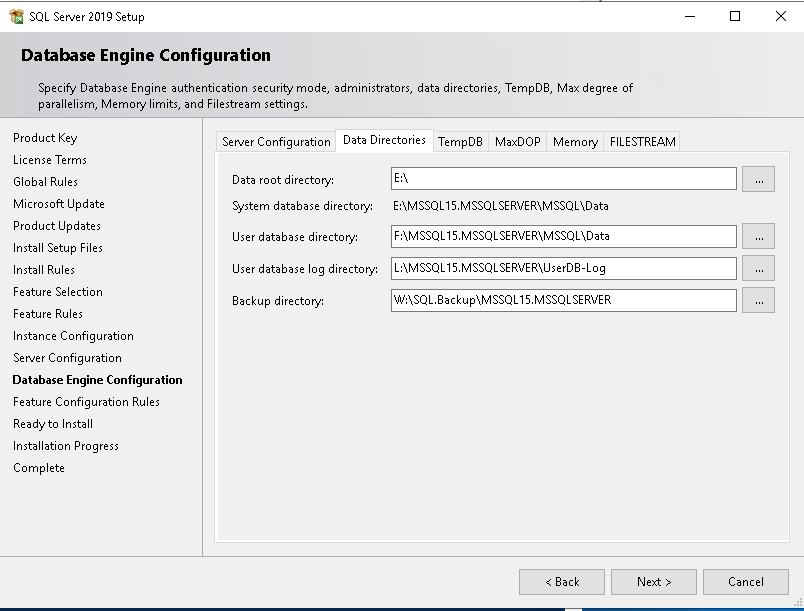 SQL Server 2019 Setup
Database Engine Configuration
Specify Database Engine authentication security mode, administrators, data directories, TempDB, Max degree of
parallelism, Memory limits, and Filestream settings.
Product Key
License Terms
Global Rules
Microsoft Update
Product Updates
Install Setup Files
Install Rules
Feature Selection
Feature Rules
Instance Configuration
Server Configuration
Database Engine Configuration
Feature Configuration Rules
Ready to Install
Installation Progress
Complete
Server Configuration Data Directories TempDB MaxDOP Memory FILESTREAM
Data root directory: E:\ ...
System database directory: E:\MSSQL15.MSSQLSERVER\MSSQL\Data
User database directory: F:\MSSQL15.MSSQLSERVER\MSSQL\Data ...
User database log directory: L:\MSSQL15.MSSQLSERVER\UserDB-Log ...
Backup directory: W:\SQL.Backup\MSSQL15.MSSQLSERVER ...
< Back Next > Cancel